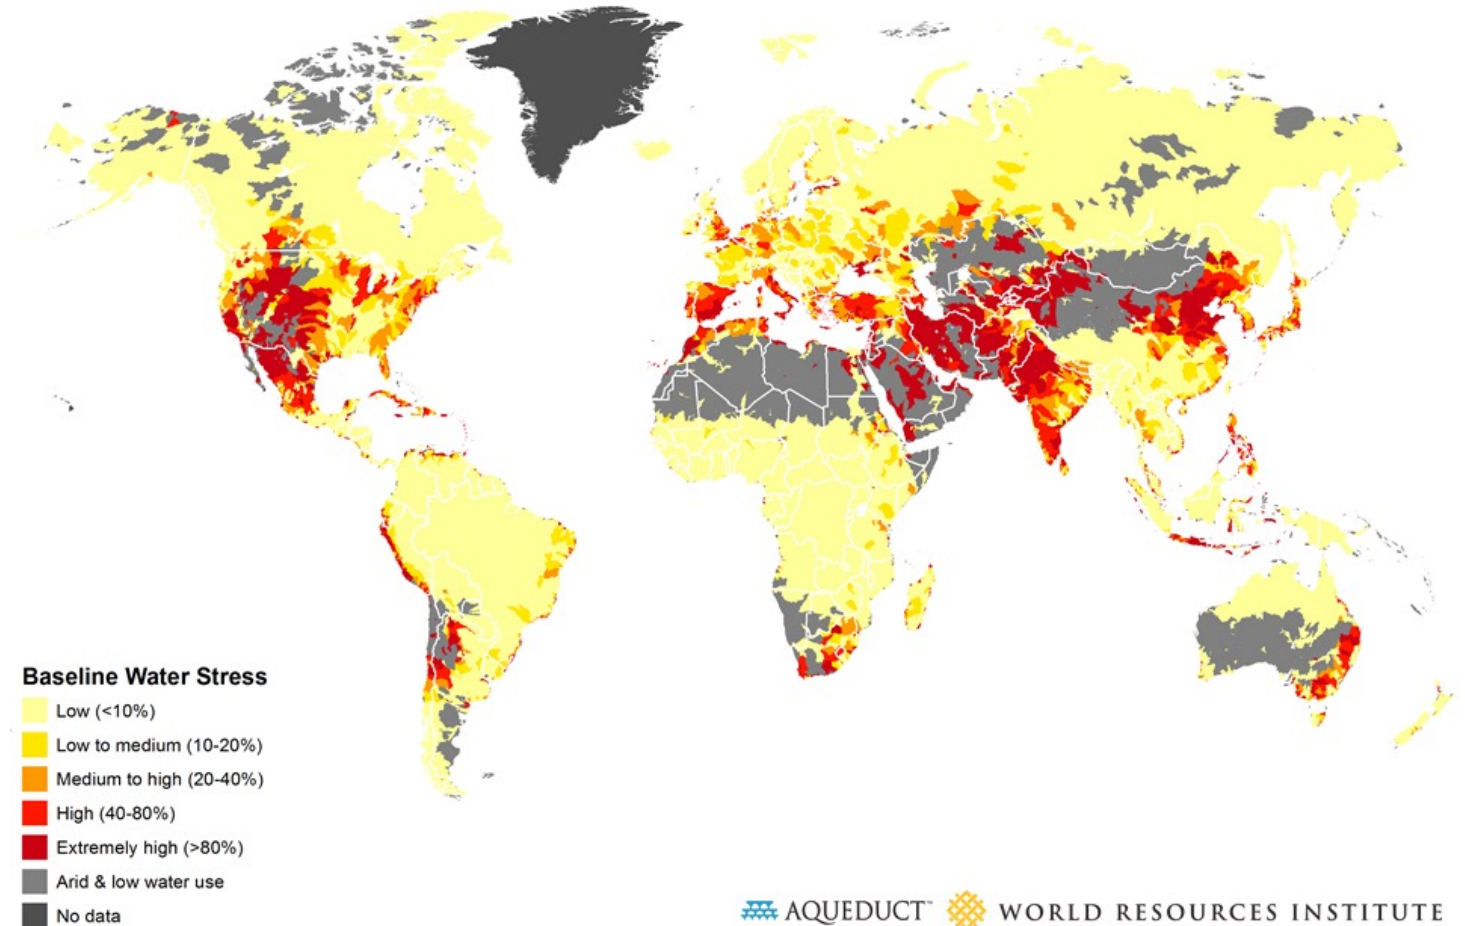 Baseline Water Stress
Low (<10%)
Low to medium (10-20%)
Medium to high (20-40%)
High (40-80%)
Extremely high (>80%)
Arid & low water use
No data
AQUEDUCT™ WORLD RESOURCES INSTITUTE